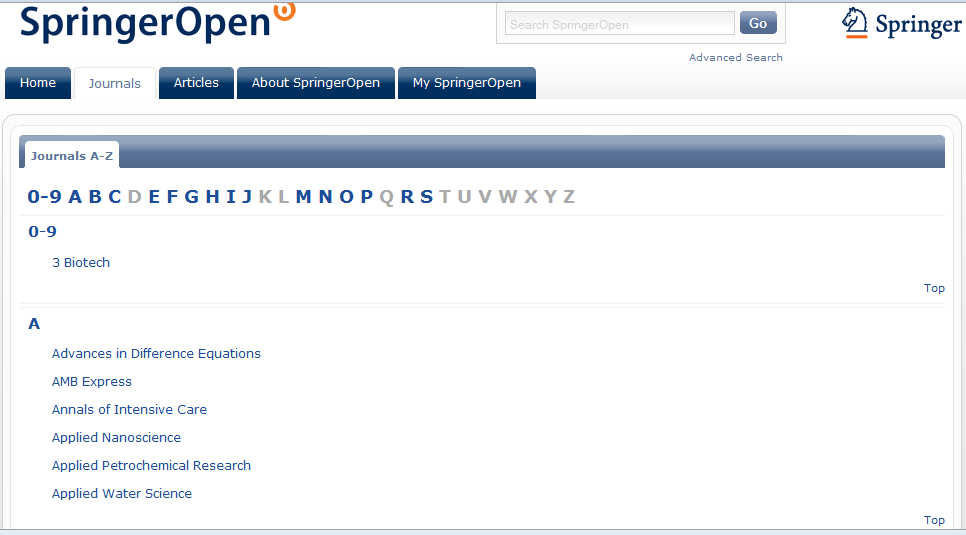 SpringerOpen
Search SpringerOpen Go
Springer
Advanced Search
Home Journals Articles About SpringerOpen My SpringerOpen
Journals A-Z
0-9 A B C D E F G H I J K L M N O P Q R S T U V W X Y Z
0-9
3 Biotech
Top
A
Advances in Difference Equations
AMB Express
Annals of Intensive Care
Applied Nanoscience
Applied Petrochemical Research
Applied Water Science
Top